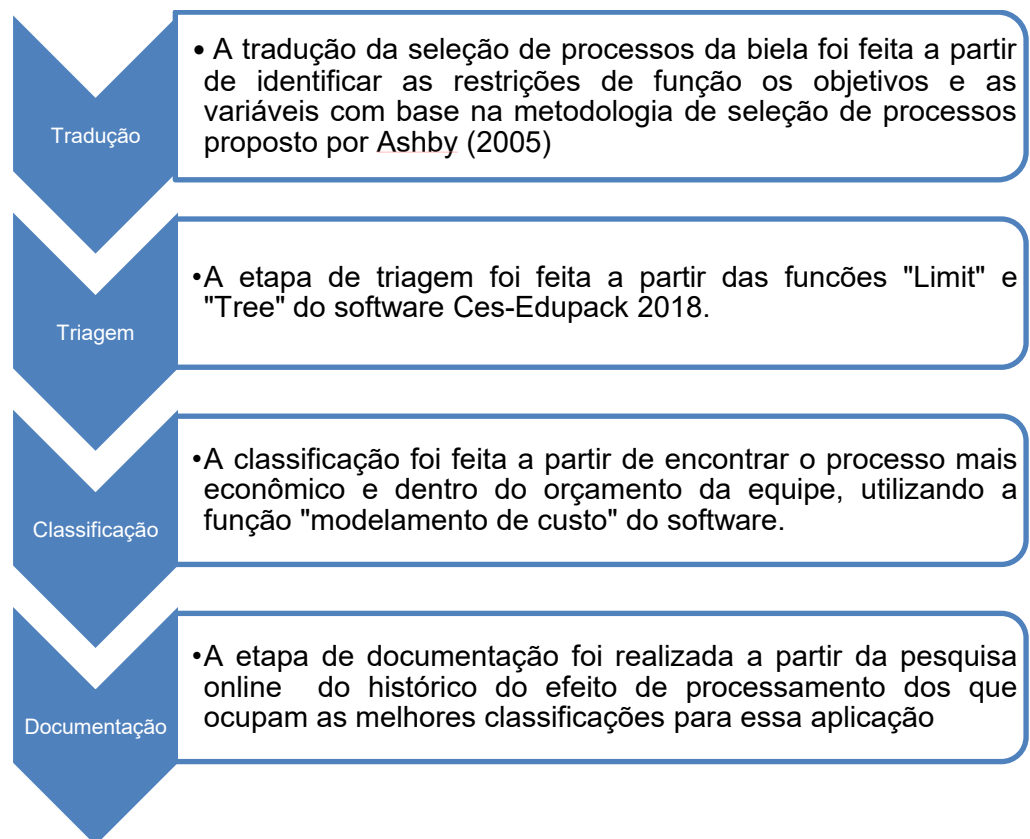 Tradução
• A tradução da seleção de processos da biela foi feita a partir
de identificar as restrições de função os objetivos e as
variáveis com base na metodologia de seleção de processos
proposto por Ashby (2005)
Triagem
•A etapa de triagem foi feita a partir das funcões "Limit" e
"Tree" do software Ces-Edupack 2018.
Classificação
•A classificação foi feita a partir de encontrar o processo mais
econômico e dentro do orçamento da equipe, utilizando a
função "modelamento de custo" do software.
Documentação
•A etapa de documentação foi realizada a partir da pesquisa
online do histórico do efeito de processamento dos que
ocupam as melhores classificações para essa aplicação